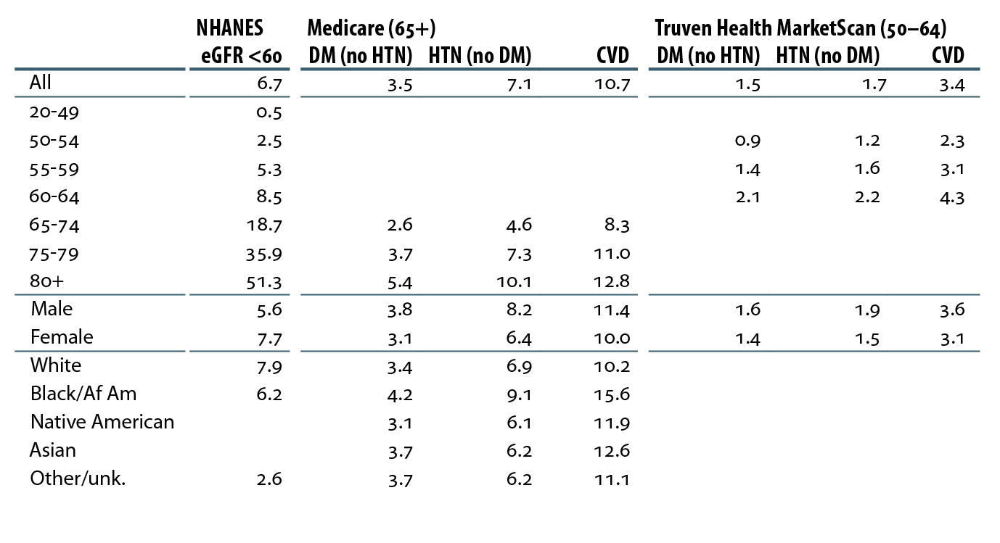 NHANES Medicare (65+) Truven Health MarketScan (50–64)
eGFR <60 DM (no HTN) HTN (no DM) CVD DM (no HTN) HTN (no DM) CVD
All 6.7 3.5 7.1 10.7 1.5 1.7 3.4
20-49 0.5
50-54 2.5 0.9 1.2 2.3
55-59 5.3 1.4 1.6 3.1
60-64 8.5 2.1 2.2 4.3
65-74 18.7 2.6 4.6 8.3
75-79 35.9 3.7 7.3 11.0
80+ 51.3 5.4 10.1 12.8
Male 5.6 3.8 8.2 11.4 1.6 1.9 3.6
Female 7.7 3.1 6.4 10.0 1.4 1.5 3.1
White 7.9 3.4 6.9 10.2
Black/Af Am 6.2 4.2 9.1 15.6
Native American 3.1 6.1 11.9
Asian 3.7 6.2 12.6
Other/unk. 2.6 3.7 6.2 11.1